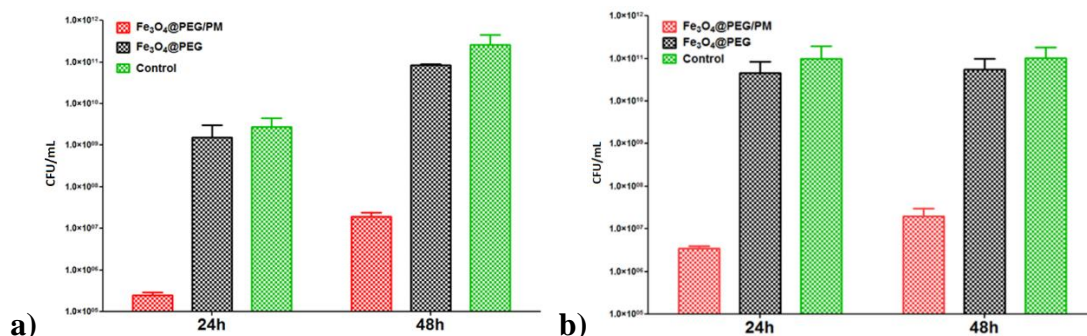 Fe₃O₄@PEG/PM
Fe₃O₄@PEG
Control
1.0×10¹²
1.0×10¹¹
1.0×10¹⁰
1.0×10⁰⁹
1.0×10⁰⁸
1.0×10⁰⁷
1.0×10⁰⁶
1.0×10⁰⁵
CFU/mL
24h
48h
a)
Fe₃O₄@PEG/PM
Fe₃O₄@PEG
Control
1.0×10¹²
1.0×10¹¹
1.0×10¹⁰
1.0×10⁰⁹
1.0×10⁰⁸
1.0×10⁰⁷
1.0×10⁰⁶
1.0×10⁰⁵
CFU/mL
24h
48h
b)